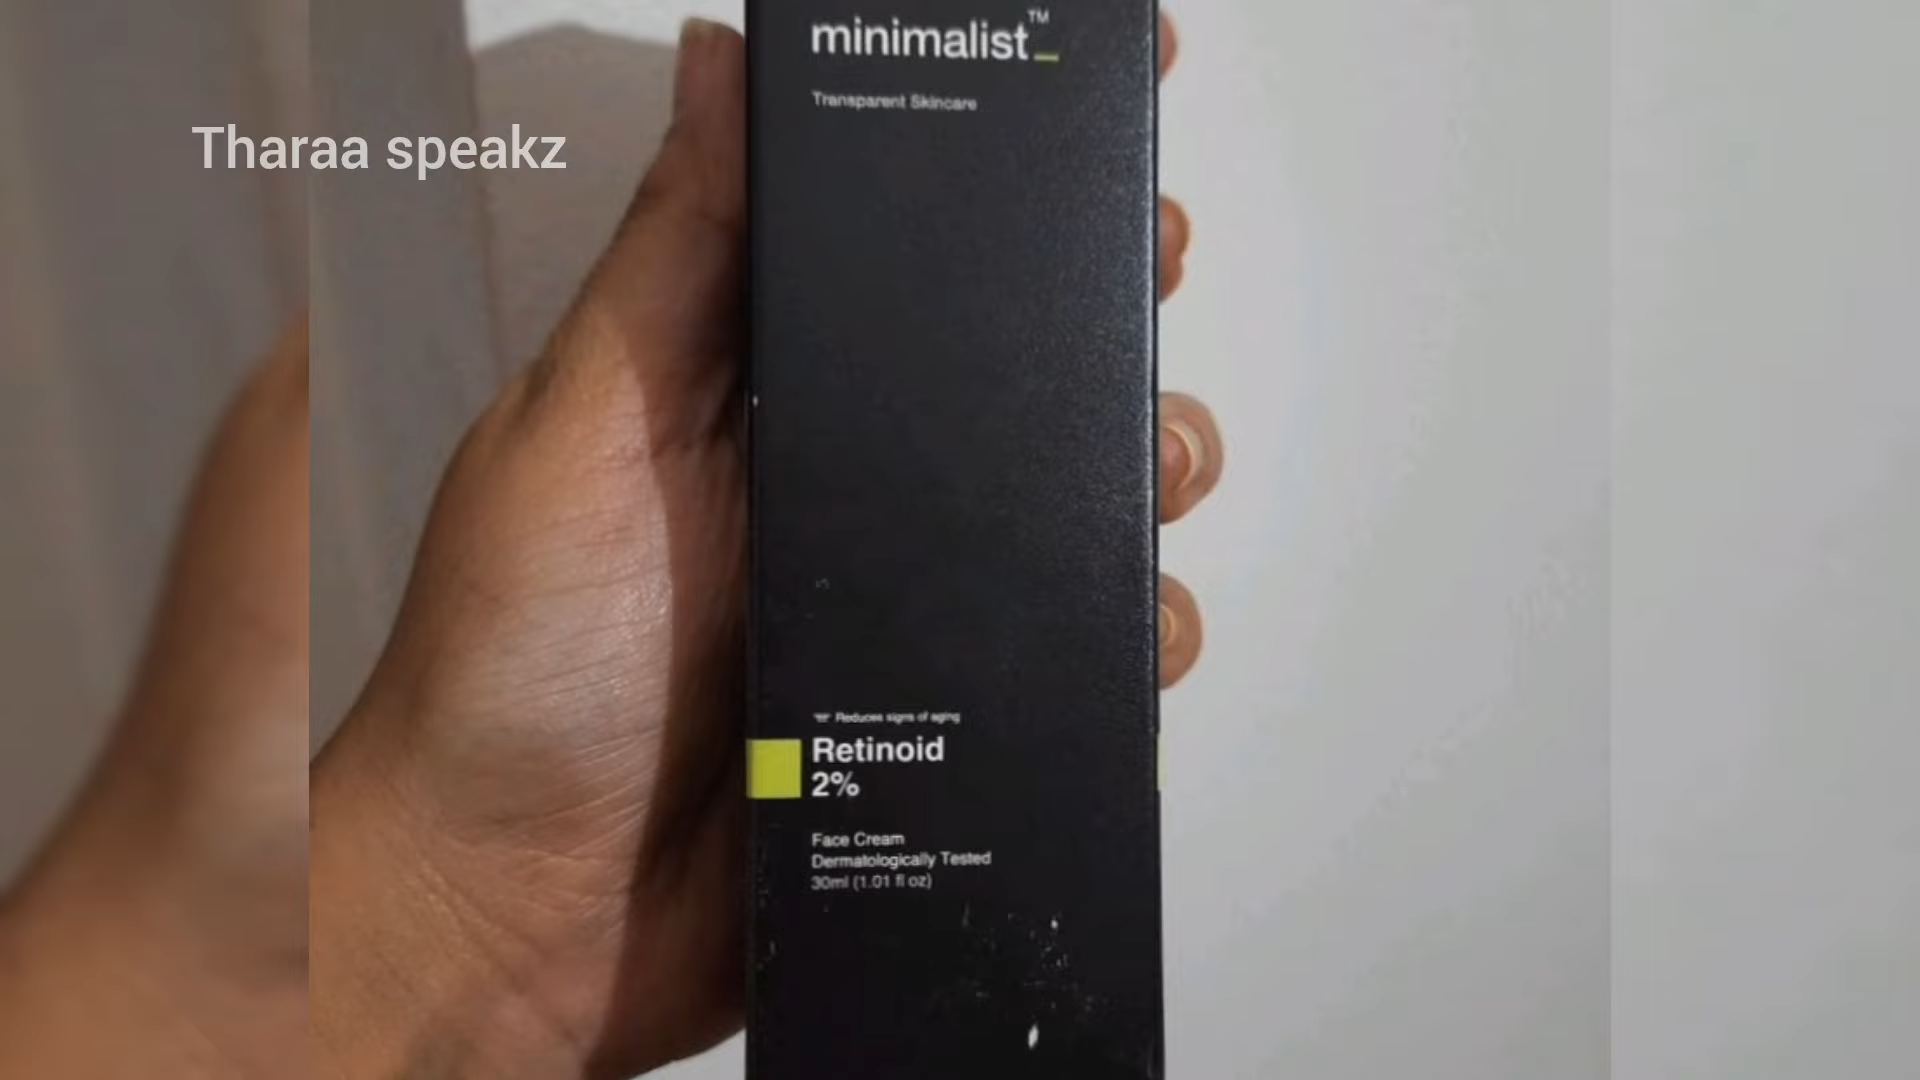 minimalist_™
Transparent Skincare
Tharaa speakz
Reduces signs of aging
Retinoid
2%
Face Cream
Dermatologically Tested
30ml (1.01 fl oz)